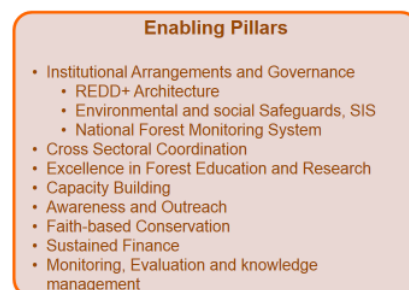 Enabling Pillars
• Institutional Arrangements and Governance
• REDD+ Architecture
• Environmental and social Safeguards, SIS
• National Forest Monitoring System
• Cross Sectoral Coordination
• Excellence in Forest Education and Research
• Capacity Building
• Awareness and Outreach
• Faith-based Conservation
• Sustained Finance
• Monitoring, Evaluation and knowledge
management